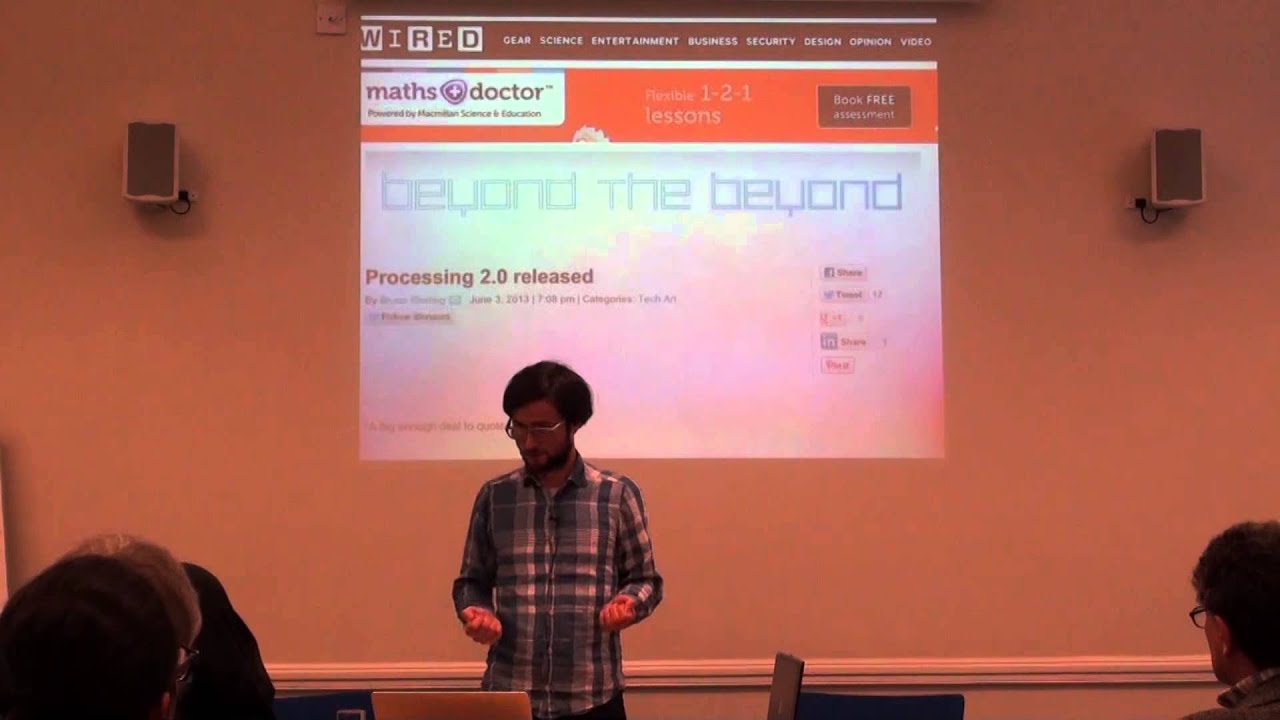 WIRED GEAR SCIENCE ENTERTAINMENT BUSINESS SECURITY DESIGN OPINION VIDEO
maths doctor™
Powered by Macmillan Science & Education
Flexible 1-2-1
lessons
Book FREE
assessment
beyond the beyond
Processing 2.0 released
By Bruce Sterling June 3, 2013 | 7:08 pm | Categories: Tech Art
Follow @bruces
Share
Tweet 17
+1
Share 1
Pin it
*A big enough deal to quote